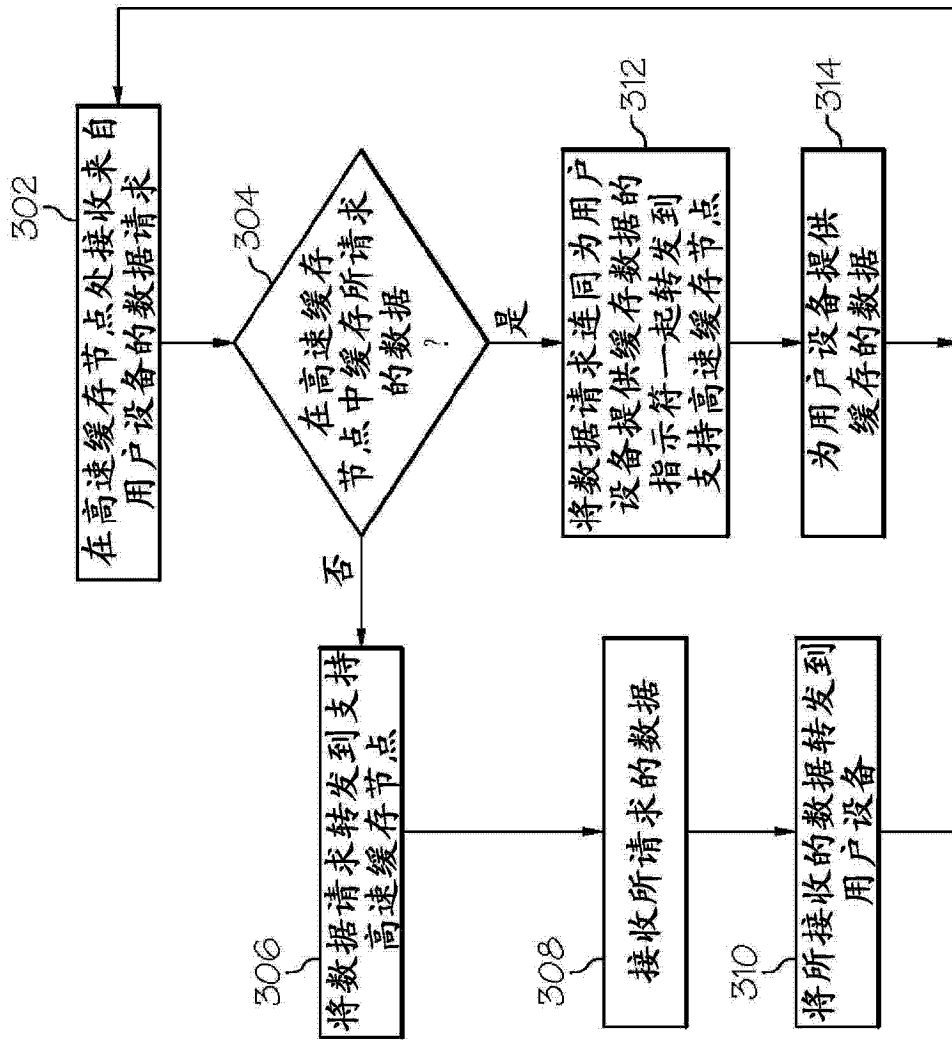 302
在高速缓存节点处接收来自
用户设备的数据请求
304
在高速缓存
节点中缓存所请求
的数据
?
否
是
306
将数据请求转发到支持
高速缓存节点
308
接收所请求的数据
310
将所接收的数据转发到
用户设备
312
将数据请求连同为用户
设备提供缓存数据的
指示符一起转发到
支持高速缓存节点
314
为用户设备提供
缓存的数据